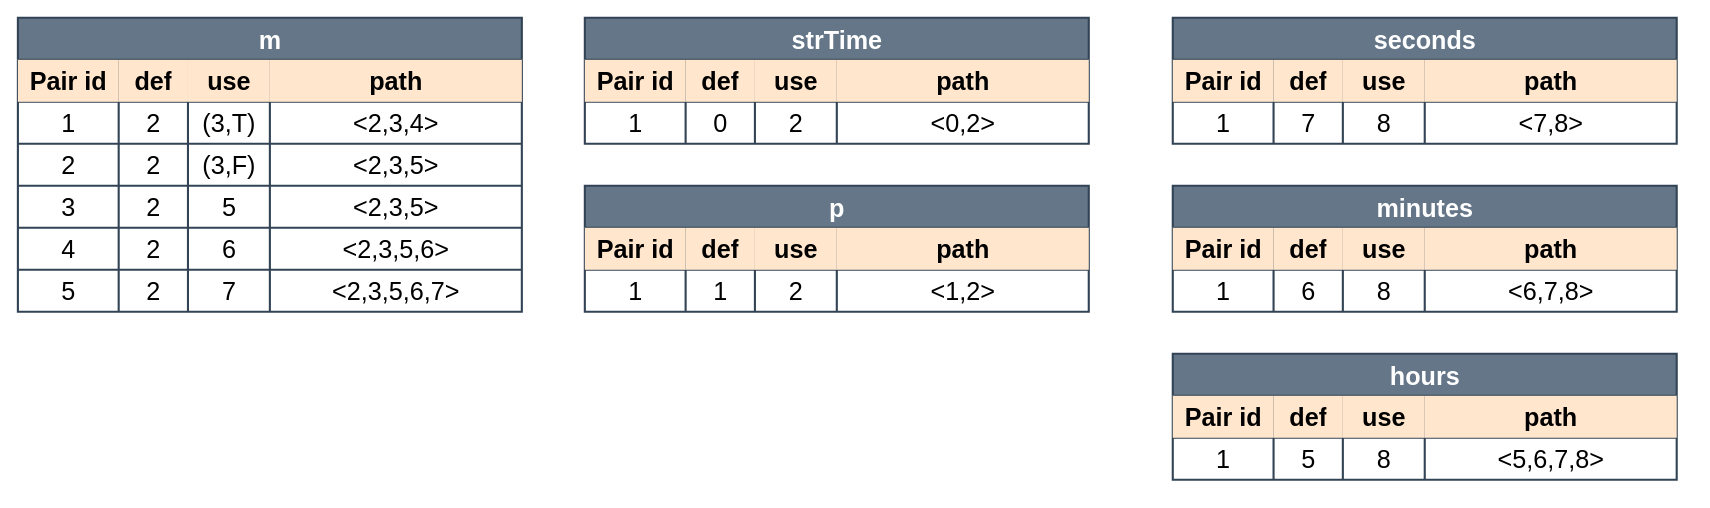 m
Pair id def use path
1 2 (3,T) <2,3,4>
2 2 (3,F) <2,3,5>
3 2 5 <2,3,5>
4 2 6 <2,3,5,6>
5 2 7 <2,3,5,6,7>
strTime
Pair id def use path
1 0 2 <0,2>
p
Pair id def use path
1 1 2 <1,2>
seconds
Pair id def use path
1 7 8 <7,8>
minutes
Pair id def use path
1 6 8 <6,7,8>
hours
Pair id def use path
1 5 8 <5,6,7,8>